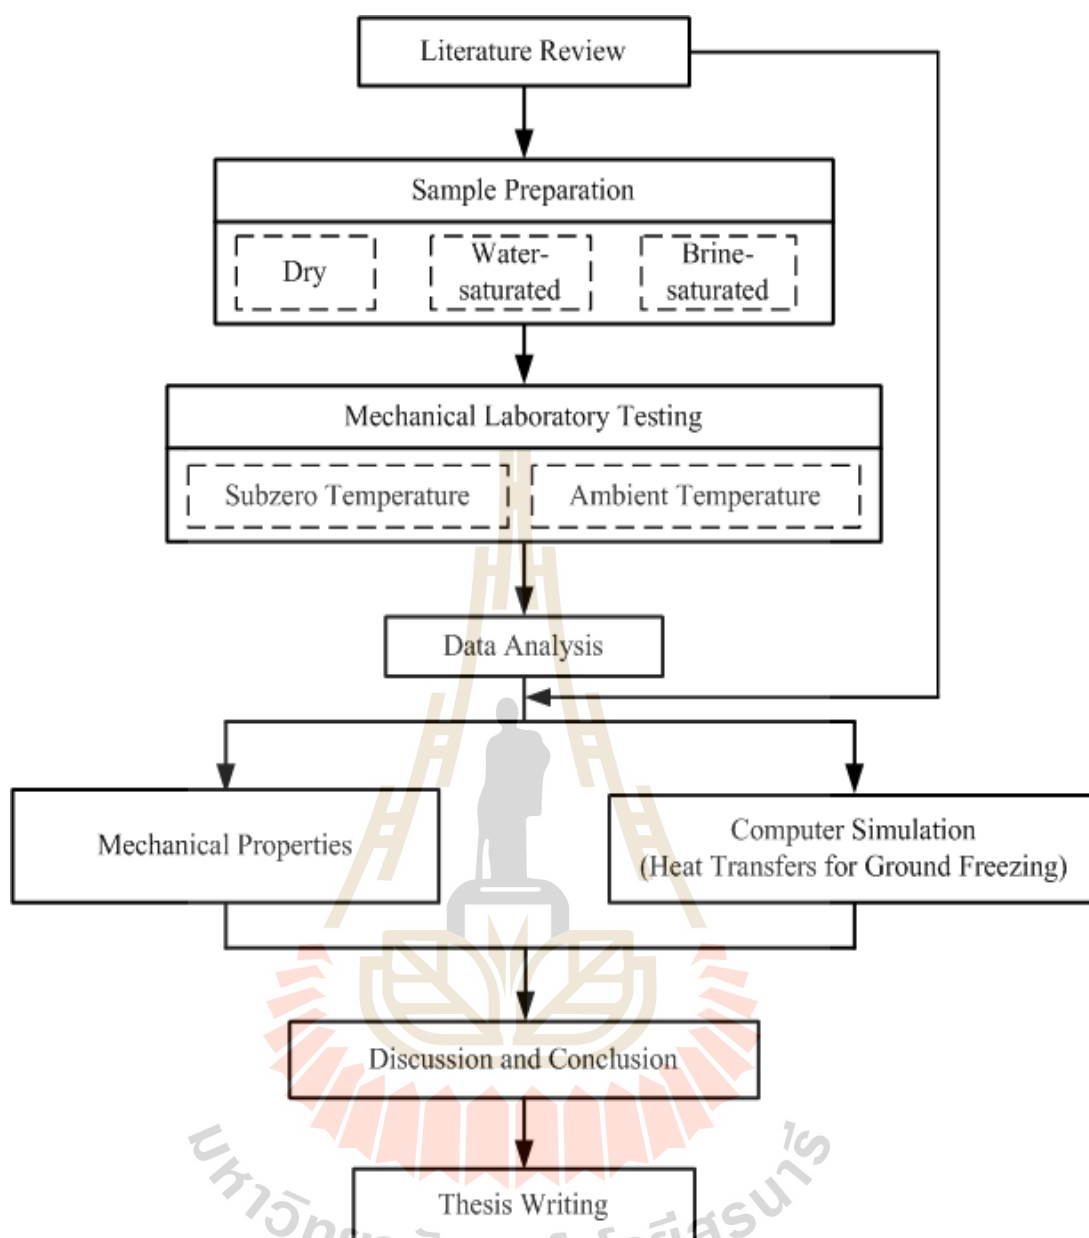 Literature Review
Sample Preparation
Dry
Water-
saturated
Brine-
saturated
Mechanical Laboratory Testing
Subzero Temperature
Ambient Temperature
Data Analysis
Mechanical Properties
Computer Simulation
(Heat Transfers for Ground Freezing)
Discussion and Conclusion
Thesis Writing